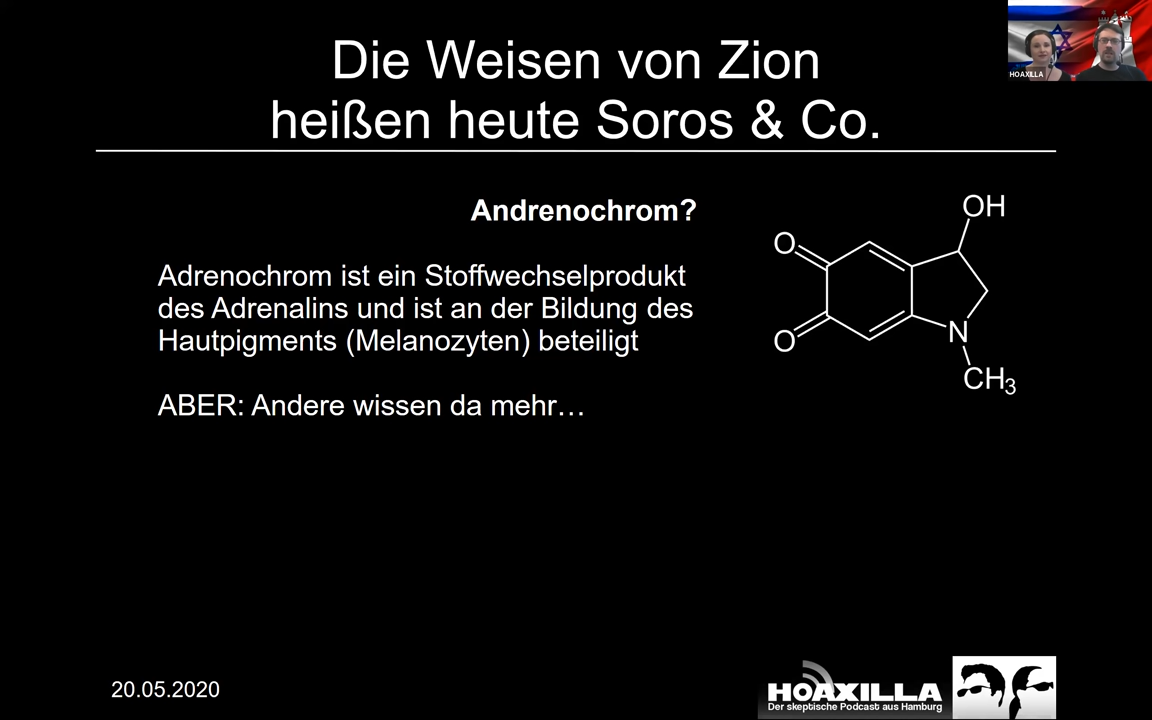 Die Weisen von Zion
heißen heute Soros & Co.
HOAXILLA
Andrenochrom?
Adrenochrom ist ein Stoffwechselprodukt
des Adrenalins und ist an der Bildung des
Hautpigments (Melanozyten) beteiligt
ABER: Andere wissen da mehr…
OH
O
O
N
CH3
20.05.2020
HOAXILLA
Der skeptische Podcast aus Hamburg